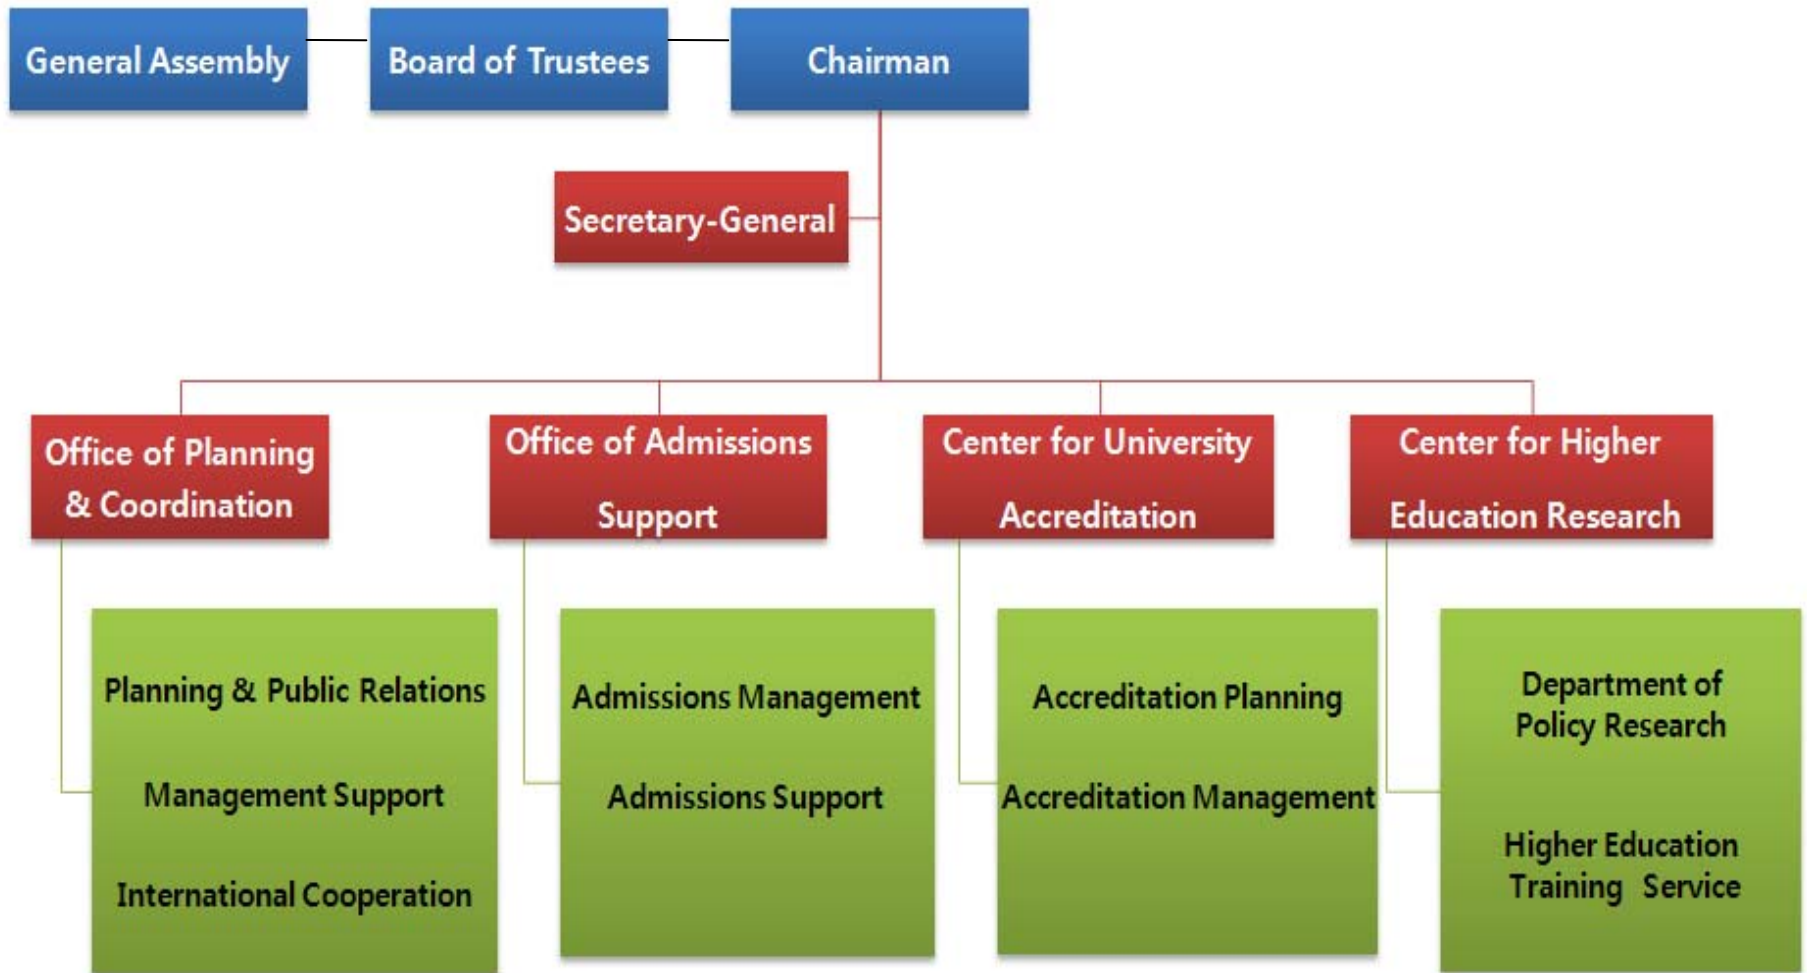 General Assembly
Board of Trustees
Chairman
Secretary-General
Office of Planning
& Coordination
Office of Admissions
Support
Center for University
Accreditation
Center for Higher
Education Research
Planning & Public Relations
Management Support
International Cooperation
Admissions Management
Admissions Support
Accreditation Planning
Accreditation Management
Department of
Policy Research
Higher Education
Training Service